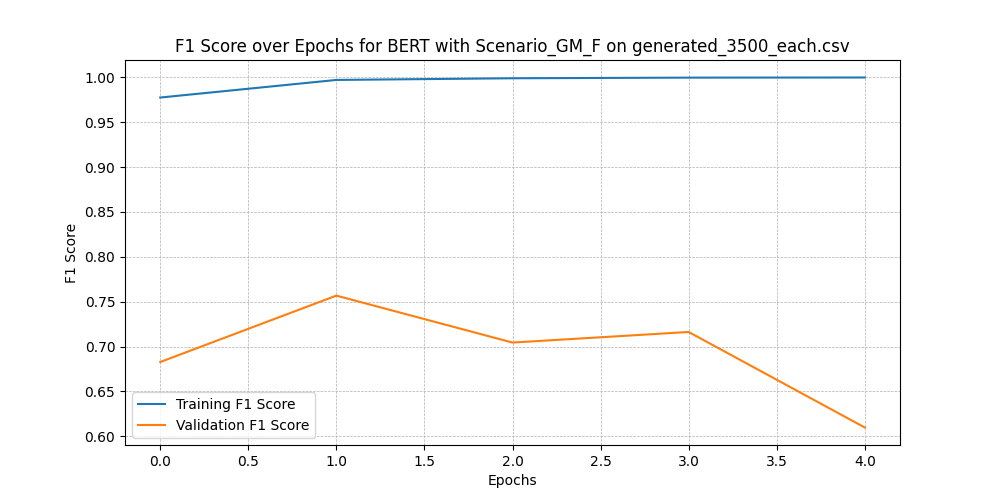 F1 Score over Epochs for BERT with Scenario_GM_F on generated_3500_each.csv
F1 Score
1.00
0.95
0.90
0.85
0.80
0.75
0.70
0.65
0.60
Training F1 Score
Validation F1 Score
0.0 0.5 1.0 1.5 2.0 2.5 3.0 3.5 4.0
Epochs